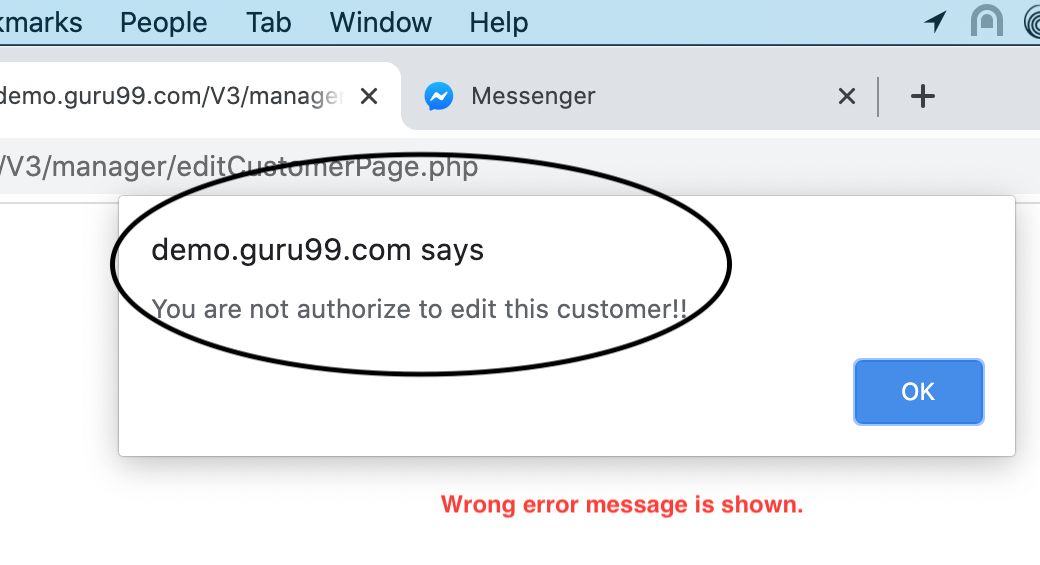 kmarks People Tab Window Help
demo.guru99.com/V3/manager
Messenger
/V3/manager/editCustomerPage.php
demo.guru99.com says
You are not authorize to edit this customer!!
OK
Wrong error message is shown.